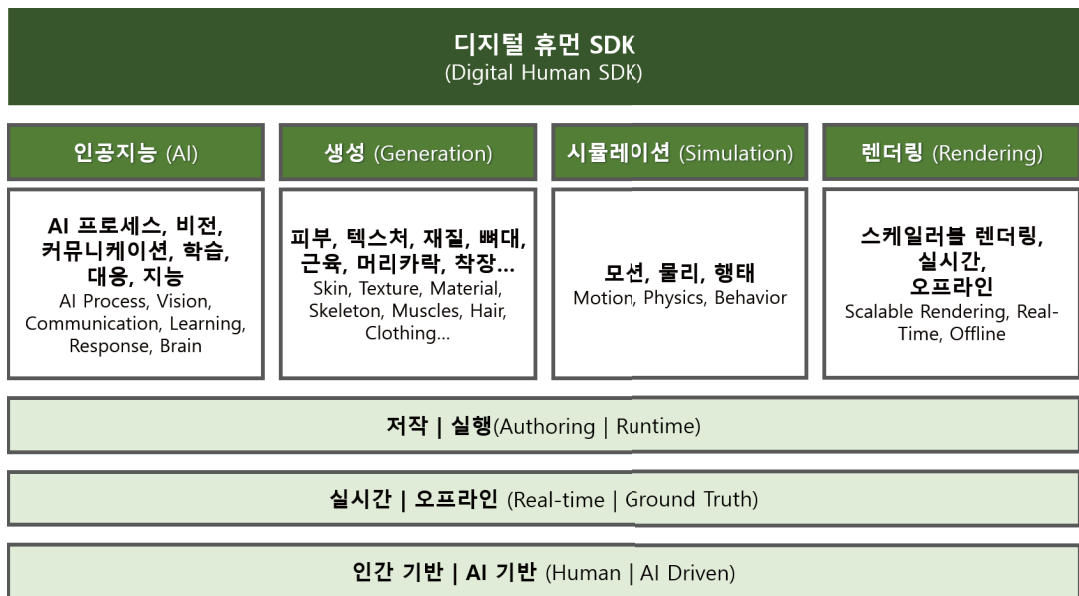 디지털 휴먼 SDK
(Digital Human SDK)
인공지능 (AI)
AI 프로세스, 비전,
커뮤니케이션, 학습,
대응, 지능
AI Process, Vision,
Communication, Learning,
Response, Brain
생성 (Generation)
피부, 텍스처, 재질, 뼈대,
근육, 머리카락, 착장...
Skin, Texture, Material,
Skeleton, Muscles, Hair,
Clothing...
시뮬레이션 (Simulation)
모션, 물리, 행태
Motion, Physics, Behavior
렌더링 (Rendering)
스케일러블 렌더링,
실시간,
오프라인
Scalable Rendering, Real-
Time, Offline
저작 | 실행(Authoring | Runtime)
실시간 | 오프라인 (Real-time | Ground Truth)
인간 기반 | AI 기반 (Human | AI Driven)